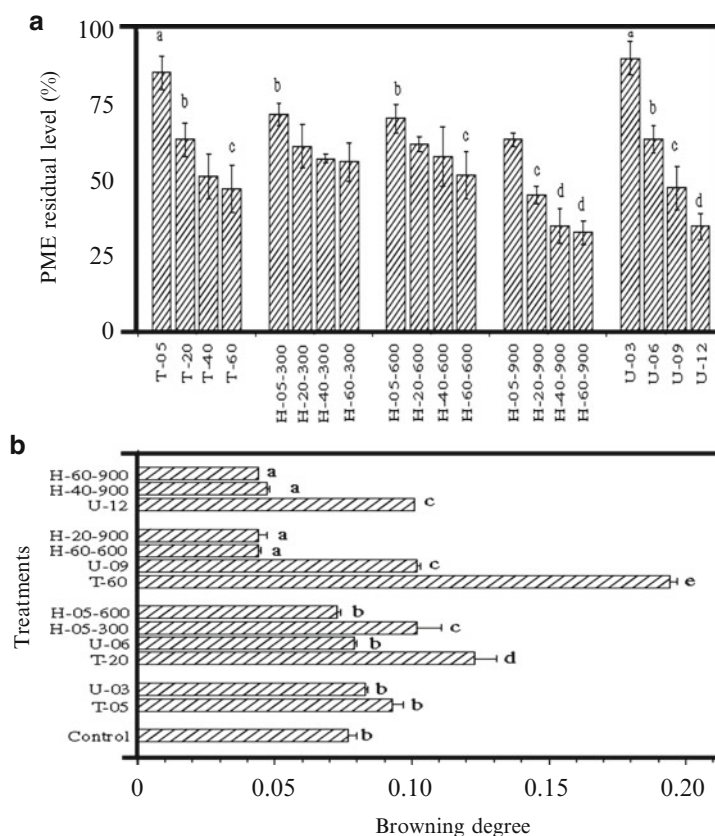 a
100
75
50
25
0
PME residual level (%)
a
b
c
b
b
c
c
d
d
b
c
d
T-05
T-20
T-40
T-60
H-05-300
H-20-300
H-40-300
H-60-300
H-05-600
H-20-600
H-40-600
H-60-600
H-05-900
H-20-900
H-40-900
H-60-900
U-03
U-06
U-09
U-12
b
Treatments
H-60-900 a
H-40-900 a
U-12 c
H-20-900 a
H-60-600 a
U-09 c
T-60 e
H-05-600 b
H-05-300 c
U-06 b
T-20 d
U-03 b
T-05 b
Control b
0 0.05 0.10 0.15 0.20
Browning degree